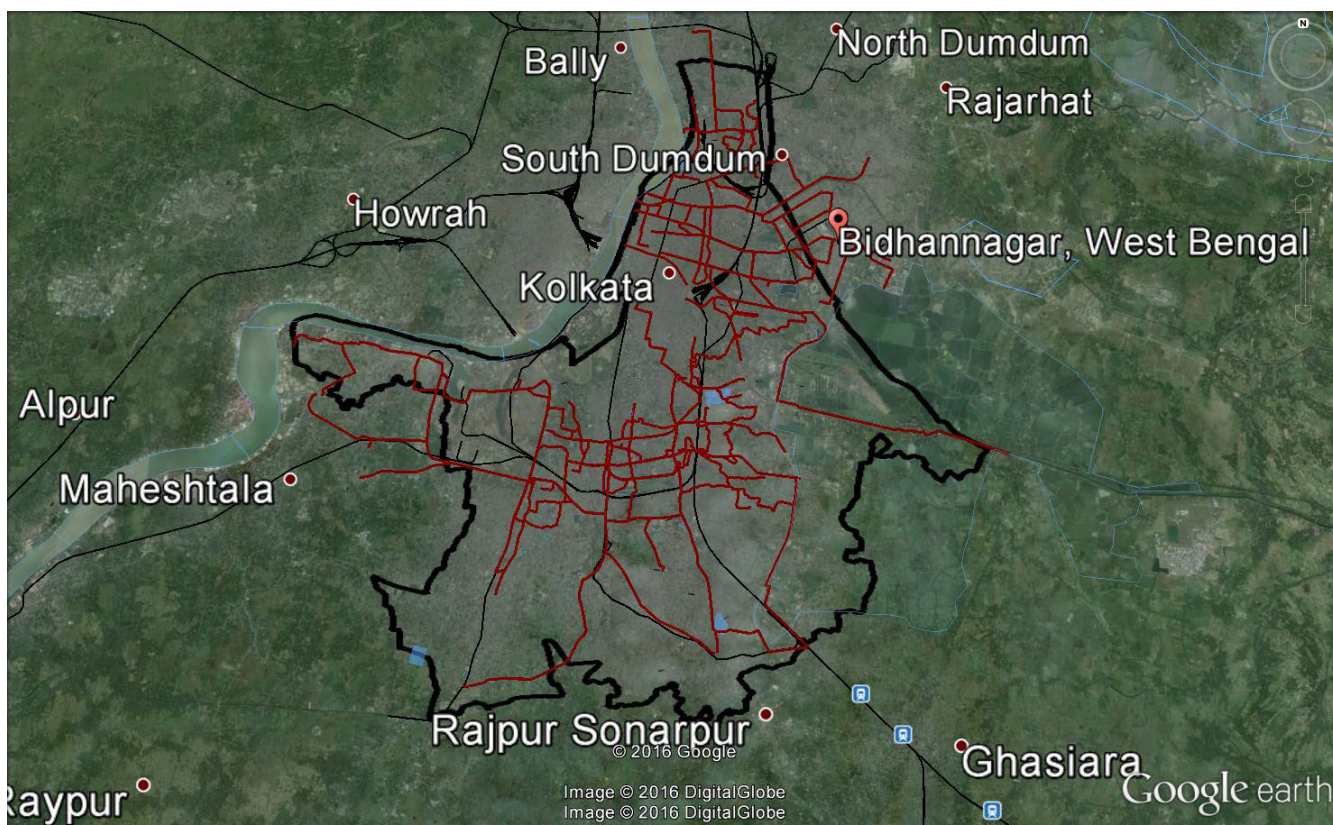 North Dumdum
Bally
Rajarhat
South Dumdum
Howrah
Bidhannagar, West Bengal
Kolkata
Alpur
Maheshtala
Rajpur Sonarpur
© 2016 Google
Ghasiara
Raypur
Image © 2016 DigitalGlobe
Image © 2016 DigitalGlobe
Google earth
N